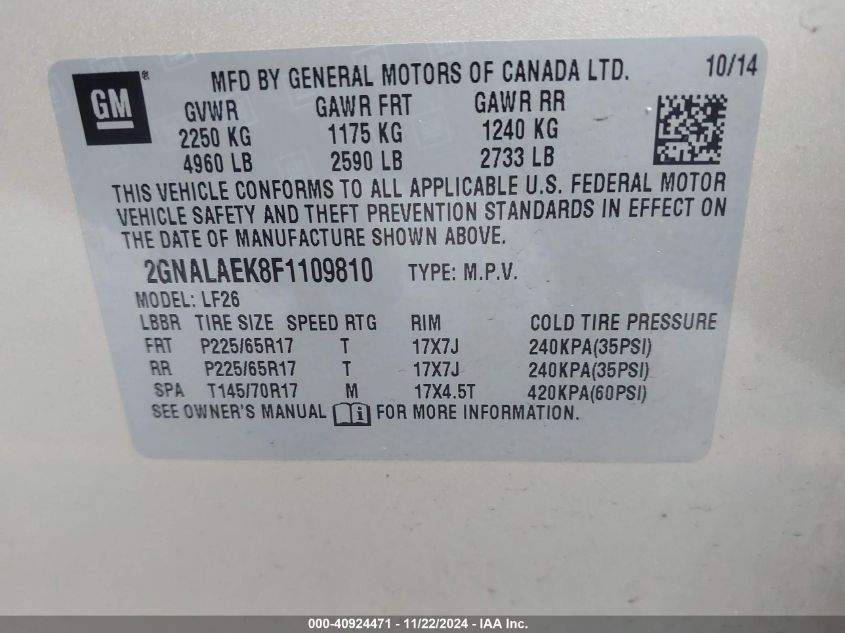 GM ® MFD BY GENERAL MOTORS OF CANADA LTD. 10/14
GVWR GAWR FRT GAWR RR
2250 KG 1175 KG 1240 KG
4960 LB 2590 LB 2733 LB
THIS VEHICLE CONFORMS TO ALL APPLICABLE U.S. FEDERAL MOTOR
VEHICLE SAFETY AND THEFT PREVENTION STANDARDS IN EFFECT ON
THE DATE OF MANUFACTURE SHOWN ABOVE.
2GNALAEK8F1109810 TYPE: M.P.V.
MODEL: LF26
LBBR TIRE SIZE SPEED RTG RIM COLD TIRE PRESSURE
FRT P225/65R17 T 17X7J 240KPA(35PSI)
RR P225/65R17 T 17X7J 240KPA(35PSI)
SPA T145/70R17 M 17X4.5T 420KPA(60PSI)
SEE OWNER'S MANUAL i FOR MORE INFORMATION.
000-40924471 - 11/22/2024 - IAA Inc.